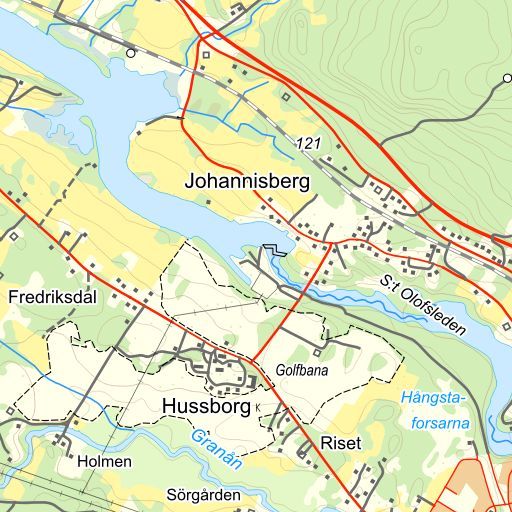 121
Johannisberg
S:t Olofsleden
Fredriksdal
Golfbana
Hussborg
K
Hångsta-
forsarna
Granån
Riset
Holmen
Sörgården